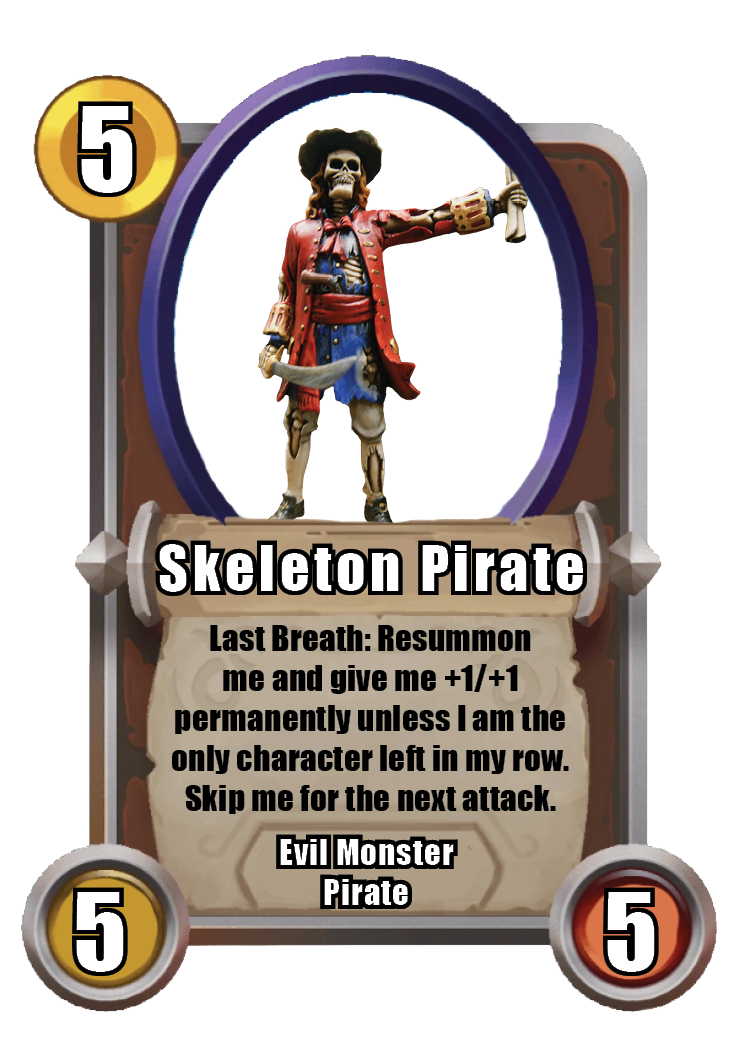 5
Skeleton Pirate
Last Breath: Resummon
me and give me +1/+1
permanently unless I am the
only character left in my row.
Skip me for the next attack.
Evil Monster
Pirate
5
5